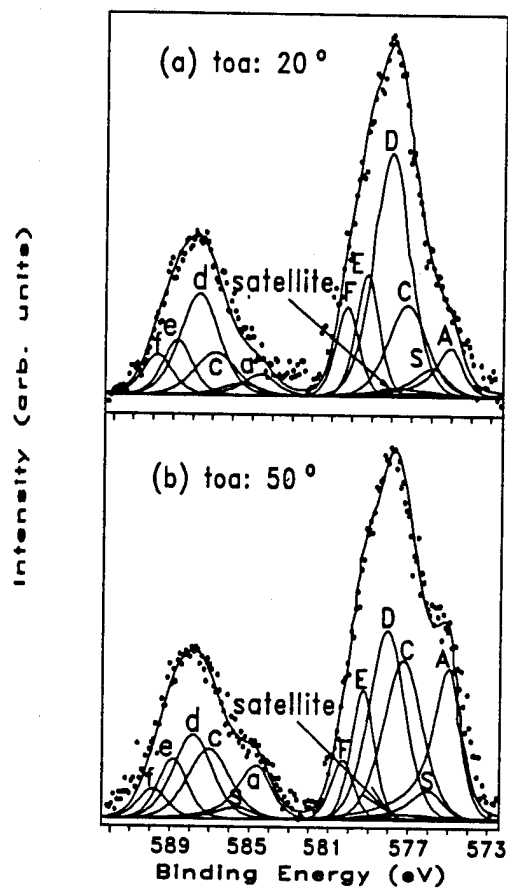 (a) toa: 20°
D
E
F
satellite
C
S
A
d
e
f
c
a
Intensity (arb. units)
(b) toa: 50°
D
C
A
E
F
satellite
S
d
c
e
f
s
a
589 585 581 577 573
Binding Energy (eV)